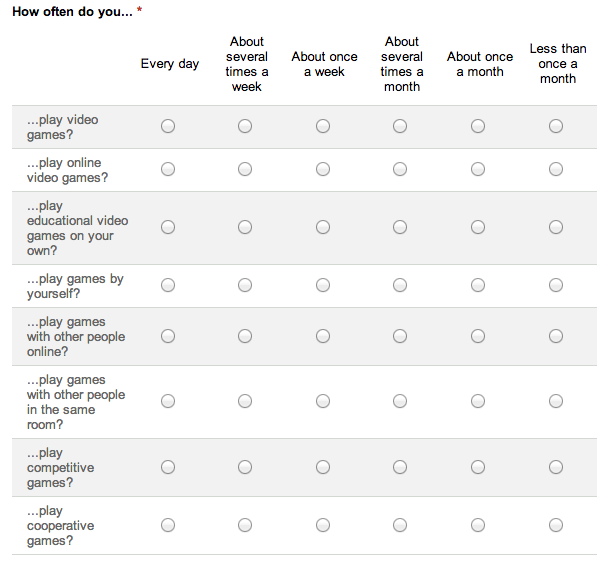 How often do you... *
Every day
About
several
times a
week
About once
a week
About
several
times a
month
About once
a month
Less than
once a
month
...play video
games?
...play online
video games?
...play
educational video
games on your
own?
...play games by
yourself?
...play games
with other people
online?
...play games
with other people
in the same
room?
...play
competitive
games?
...play
cooperative
games?